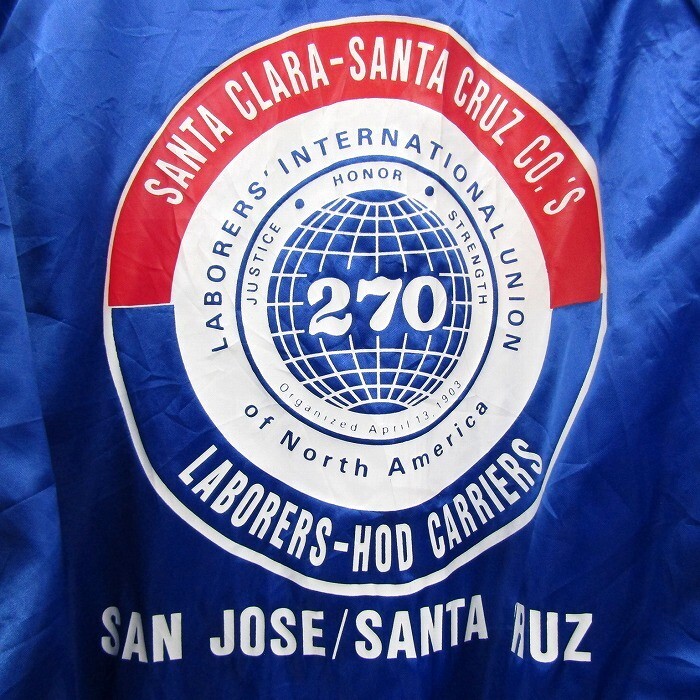 SANTA CLARA-SANTA CRUZ CO.'S
LABORERS' INTERNATIONAL UNION
JUSTICE • HONOR • STRENGTH
270
Organized April 13, 1903
of North America
LABORERS-HOD CARRIERS
SAN JOSE/SANTA RUZ